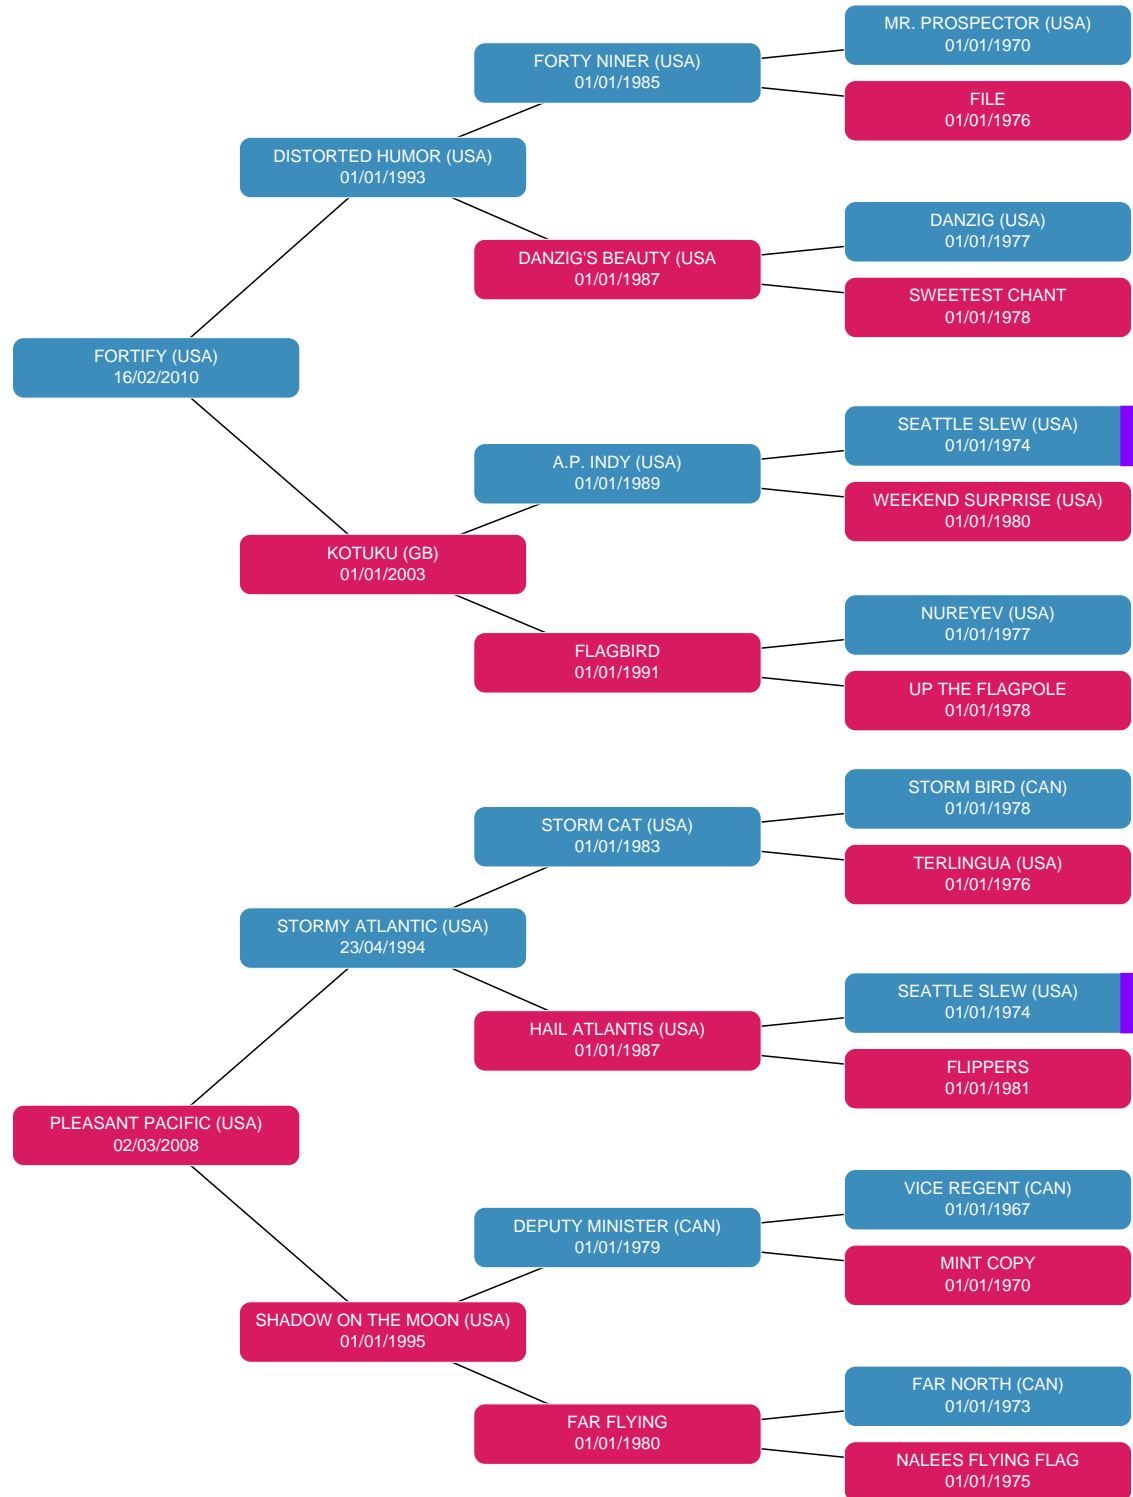 MR. PROSPECTOR (USA)
01/01/1970
FORTY NINER (USA)
01/01/1985
FILE
01/01/1976
DISTORTED HUMOR (USA)
01/01/1993
DANZIG (USA)
01/01/1977
DANZIG'S BEAUTY (USA
01/01/1987
SWEETEST CHANT
01/01/1978
FORTIFY (USA)
16/02/2010
SEATTLE SLEW (USA)
01/01/1974
A.P. INDY (USA)
01/01/1989
WEEKEND SURPRISE (USA)
01/01/1980
KOTUKU (GB)
01/01/2003
NUREYEV (USA)
01/01/1977
FLAGBIRD
01/01/1991
UP THE FLAGPOLE
01/01/1978
STORM BIRD (CAN)
01/01/1978
STORM CAT (USA)
01/01/1983
TERLINGUA (USA)
01/01/1976
STORMY ATLANTIC (USA)
23/04/1994
SEATTLE SLEW (USA)
01/01/1974
HAIL ATLANTIS (USA)
01/01/1987
FLIPPERS
01/01/1981
PLEASANT PACIFIC (USA)
02/03/2008
VICE REGENT (CAN)
01/01/1967
DEPUTY MINISTER (CAN)
01/01/1979
MINT COPY
01/01/1970
SHADOW ON THE MOON (USA)
01/01/1995
FAR NORTH (CAN)
01/01/1973
FAR FLYING
01/01/1980
NALEES FLYING FLAG
01/01/1975